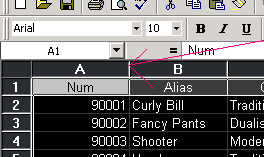 Arial 10 B I U
A1 = Num
A B
1 Num Alias
2 90001 Curly Bill Traditi
3 90002 Fancy Pants Dualis
4 90003 Shooter Moder